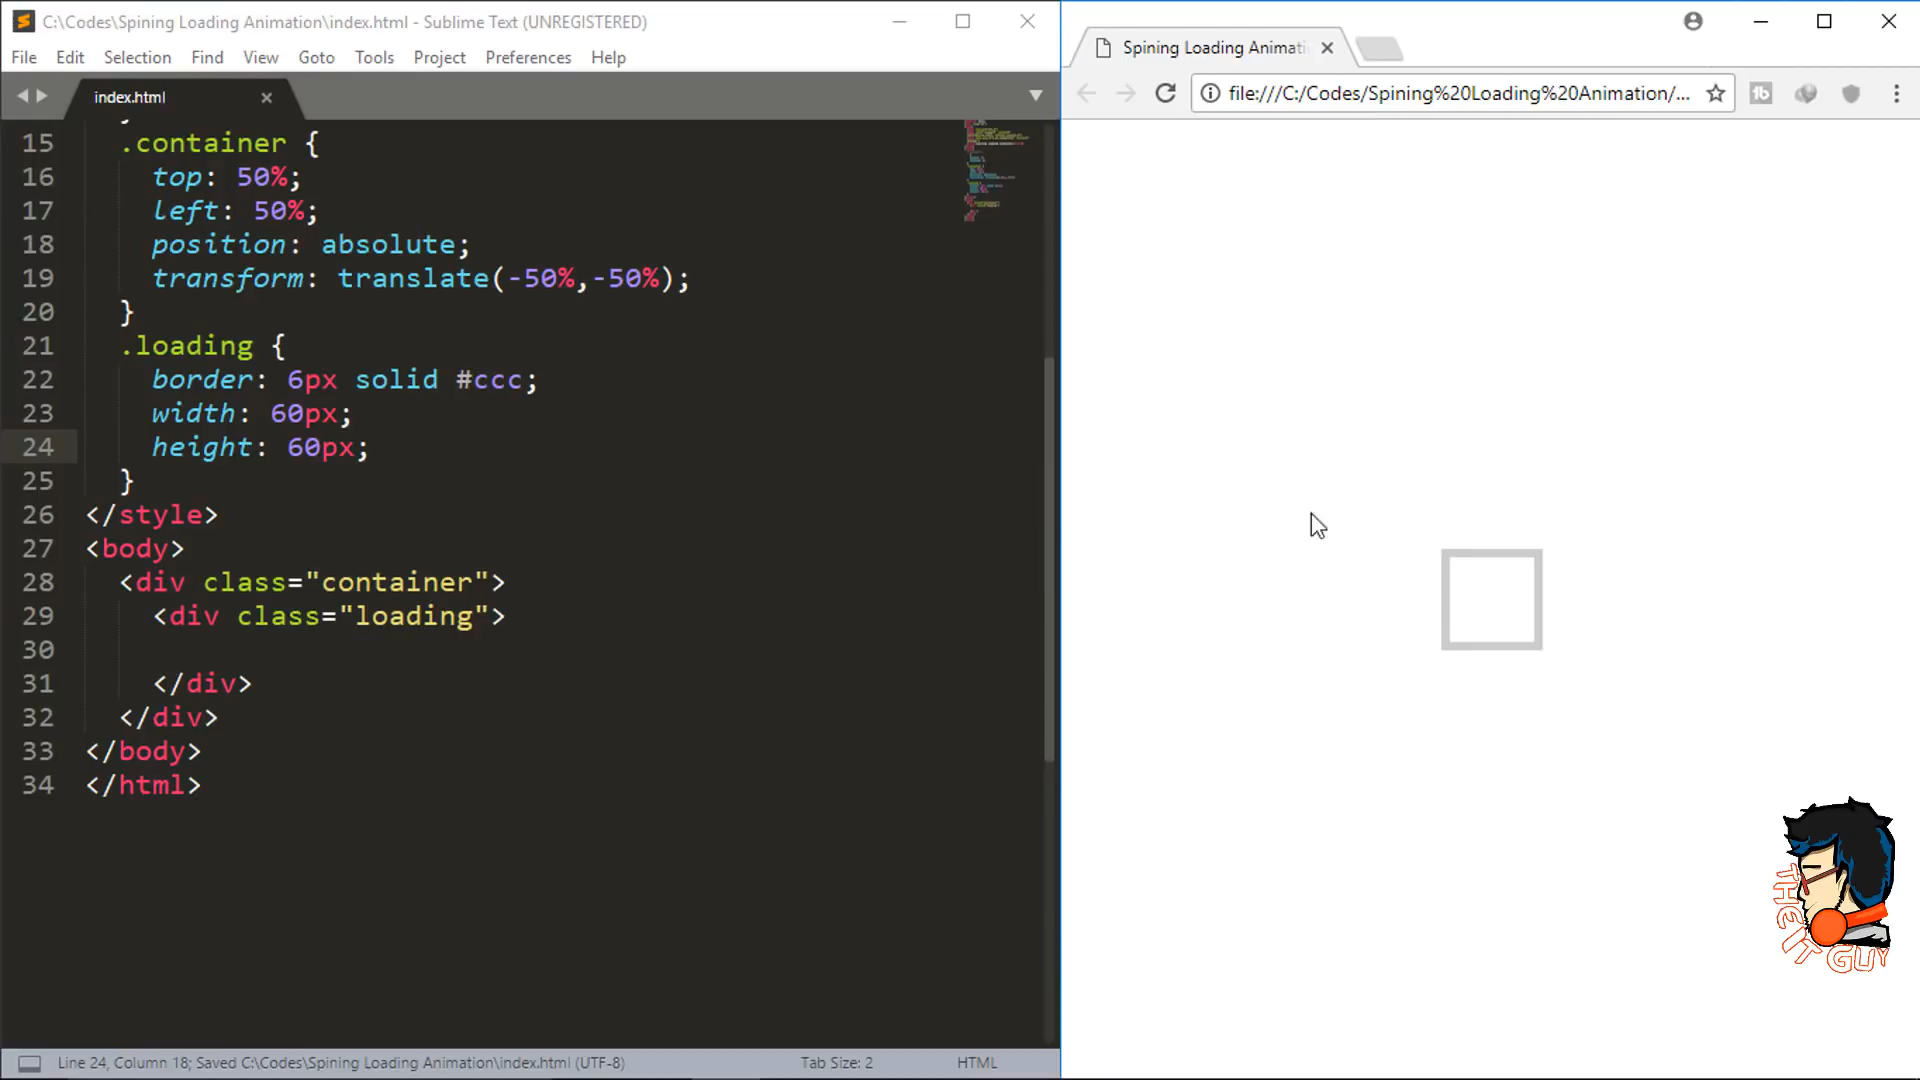 C:\Codes\Spining Loading Animation\index.html - Sublime Text (UNREGISTERED)
File Edit Selection Find View Goto Tools Project Preferences Help
index.html
15 .container {
16 top: 50%;
17 left: 50%;
18 position: absolute;
19 transform: translate(-50%,-50%);
20 }
21 .loading {
22 border: 6px solid #ccc;
23 width: 60px;
24 height: 60px;
25 }
26 </style>
27 <body>
28 <div class="container">
29 <div class="loading">
30
31 </div>
32 </div>
33 </body>
34 </html>
Line 24, Column 18; Saved C:\Codes\Spining Loading Animation\index.html (UTF-8) Tab Size: 2 HTML
Spining Loading Animati
file:///C:/Codes/Spining%20Loading%20Animation/...
THE IT GUY